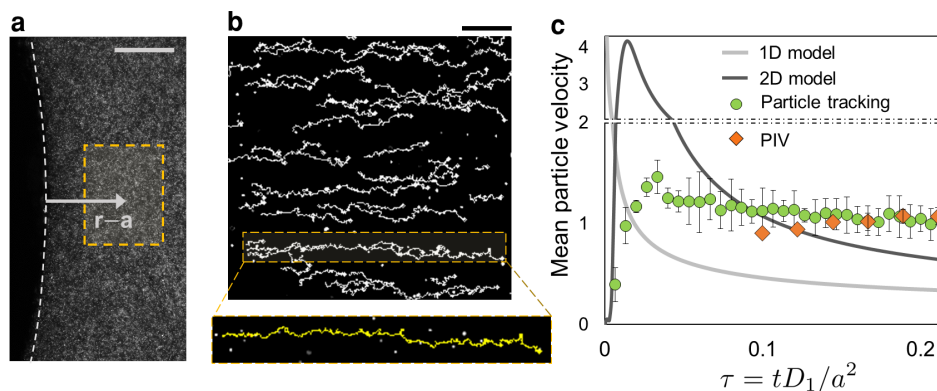 a
r–a
b
c
Mean particle velocity
4
2
1
0
1D model
2D model
Particle tracking
PIV
0
0.1
0.2
τ = tD₁/a²